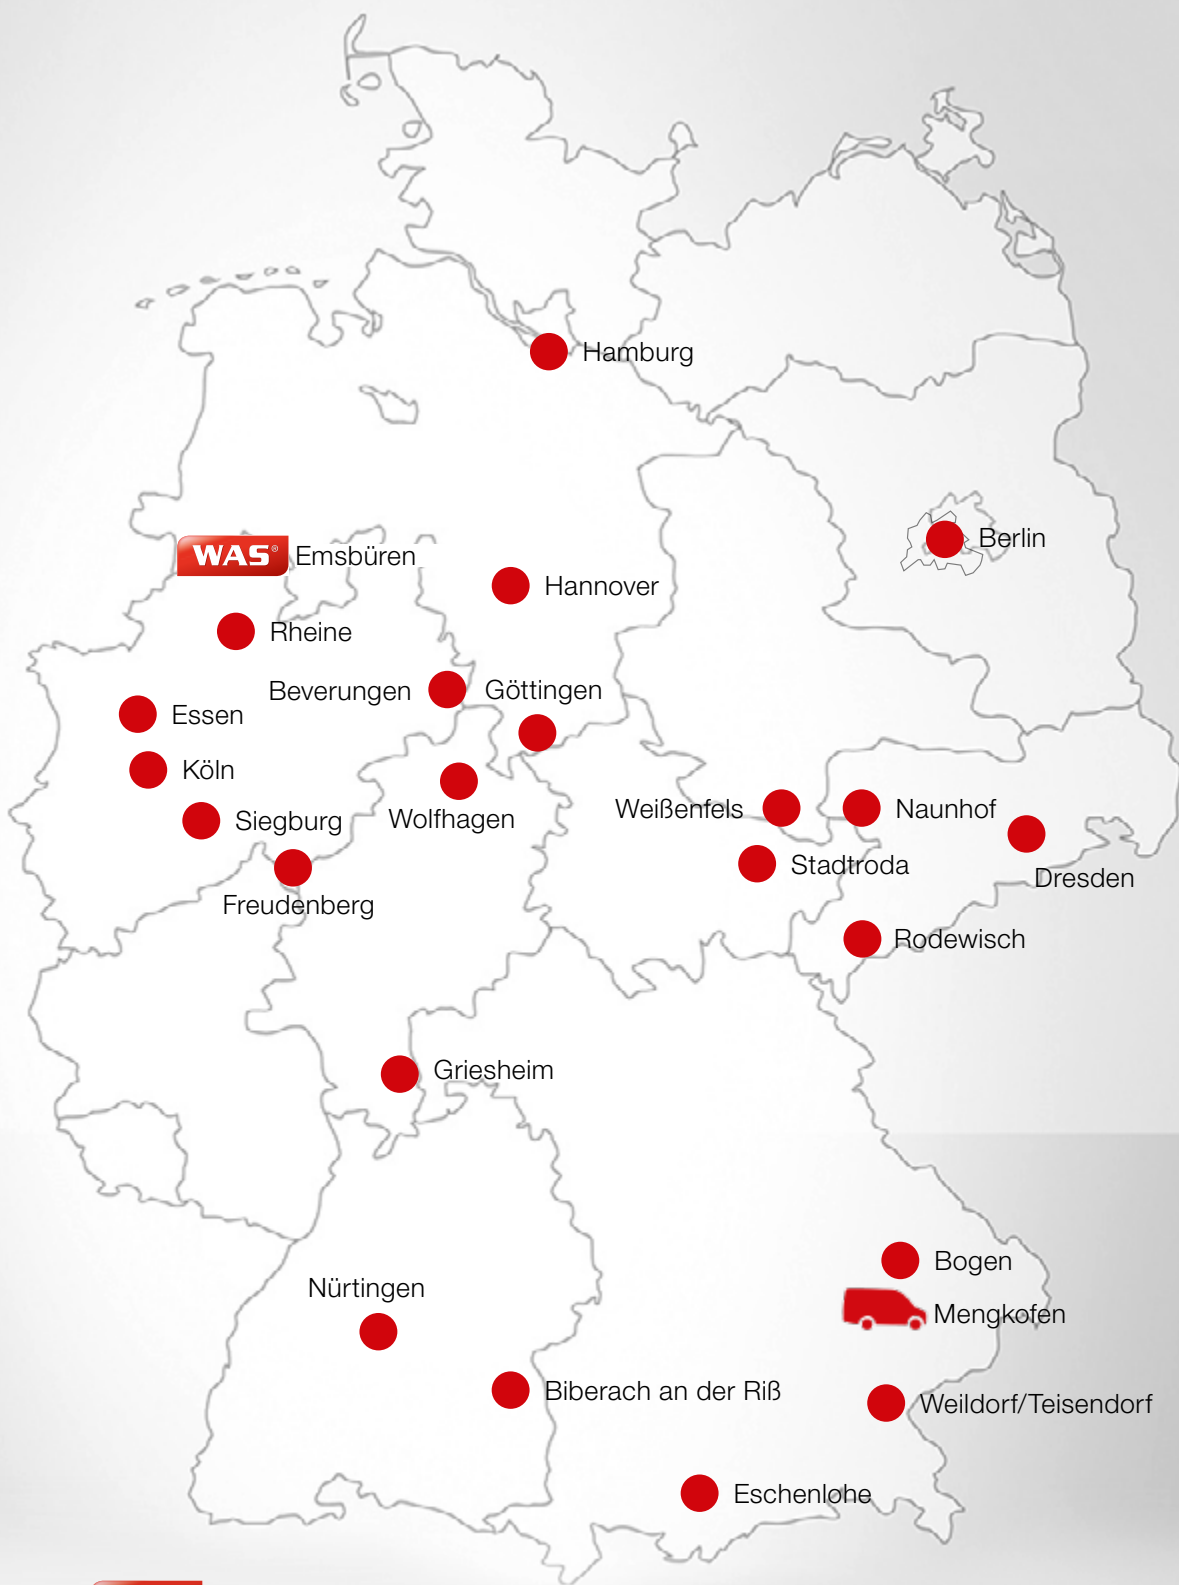 Hamburg
Berlin
WAS® Emsbüren
Hannover
Rheine
Beverungen
Göttingen
Essen
Köln
Siegburg
Wolfhagen
Weißenfels
Naunhof
Stadtroda
Dresden
Freudenberg
Rodewisch
Griesheim
Bogen
Nürtingen
Mengkofen
Biberach an der Riß
Weildorf/Teisendorf
Eschenlohe